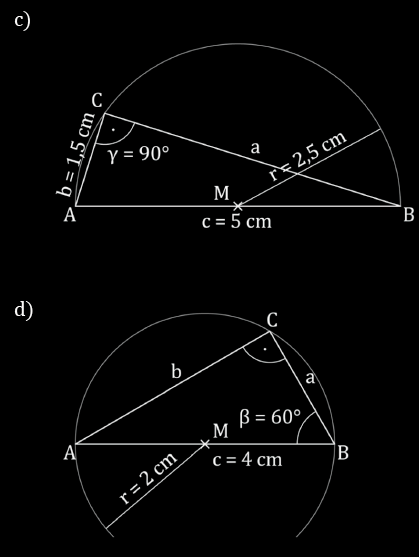 c)
C
b = 1,5 cm
γ = 90°
a
r = 2,5 cm
M
A
B
c = 5 cm
d)
C
b
a
β = 60°
A
M
B
c = 4 cm
r = 2 cm